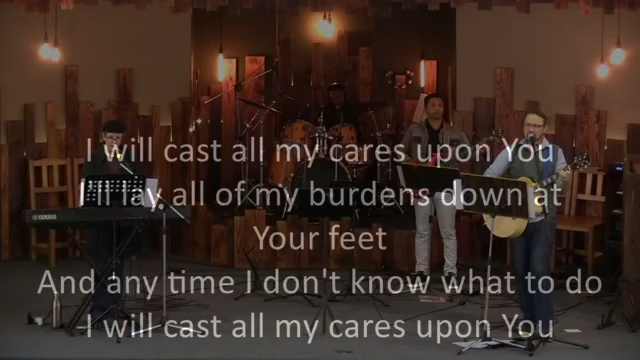 I will cast all my cares upon You
I'll lay all of my burdens down at
Your feet
And any time I don't know what to do
I will cast all my cares upon You
YAMAHA